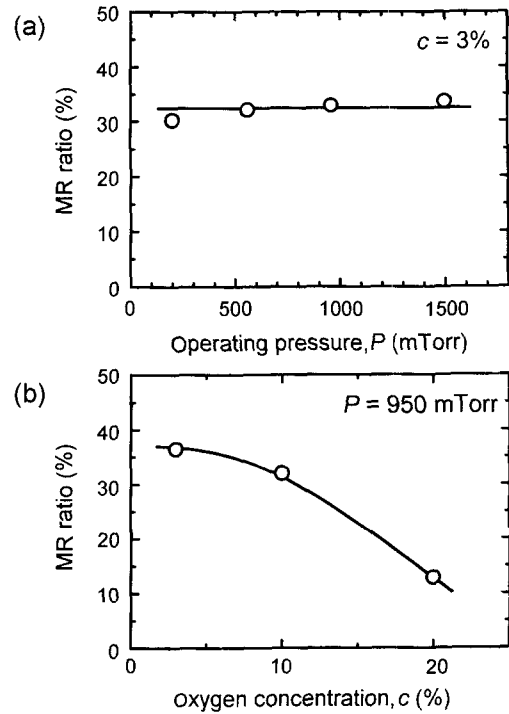 (a)
c = 3%
MR ratio (%)
50
40
30
20
10
0
0 500 1000 1500
Operating pressure, P (mTorr)
(b)
P = 950 mTorr
MR ratio (%)
50
40
30
20
10
0
0 10 20
Oxygen concentration, c (%)